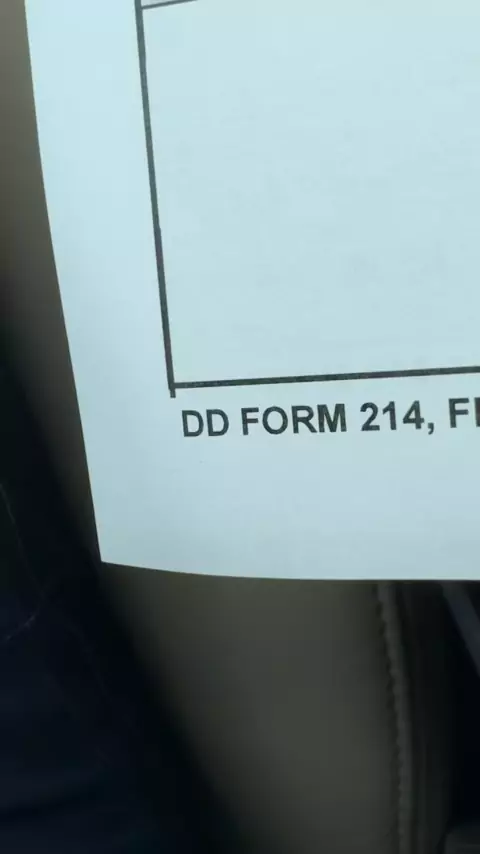 DD FORM 214,